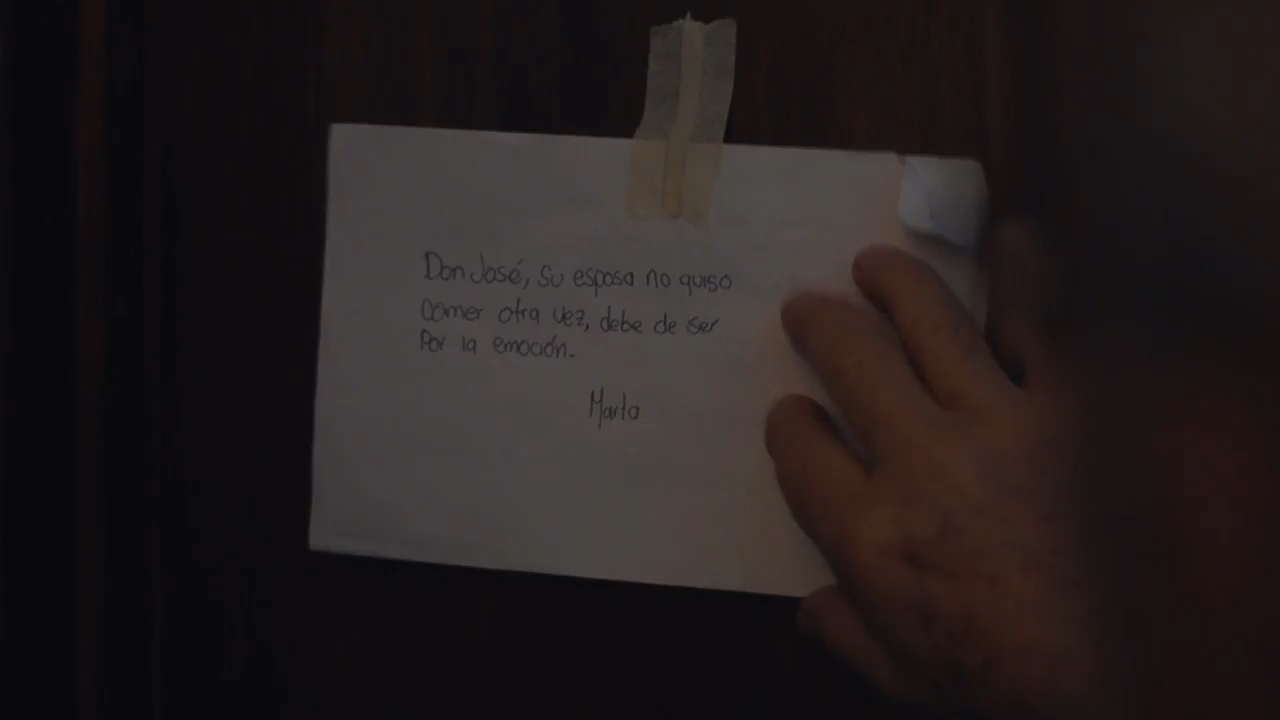 Don José, su esposa no quiso
comer otra vez, debe de ser
Por la emoción.
Marta